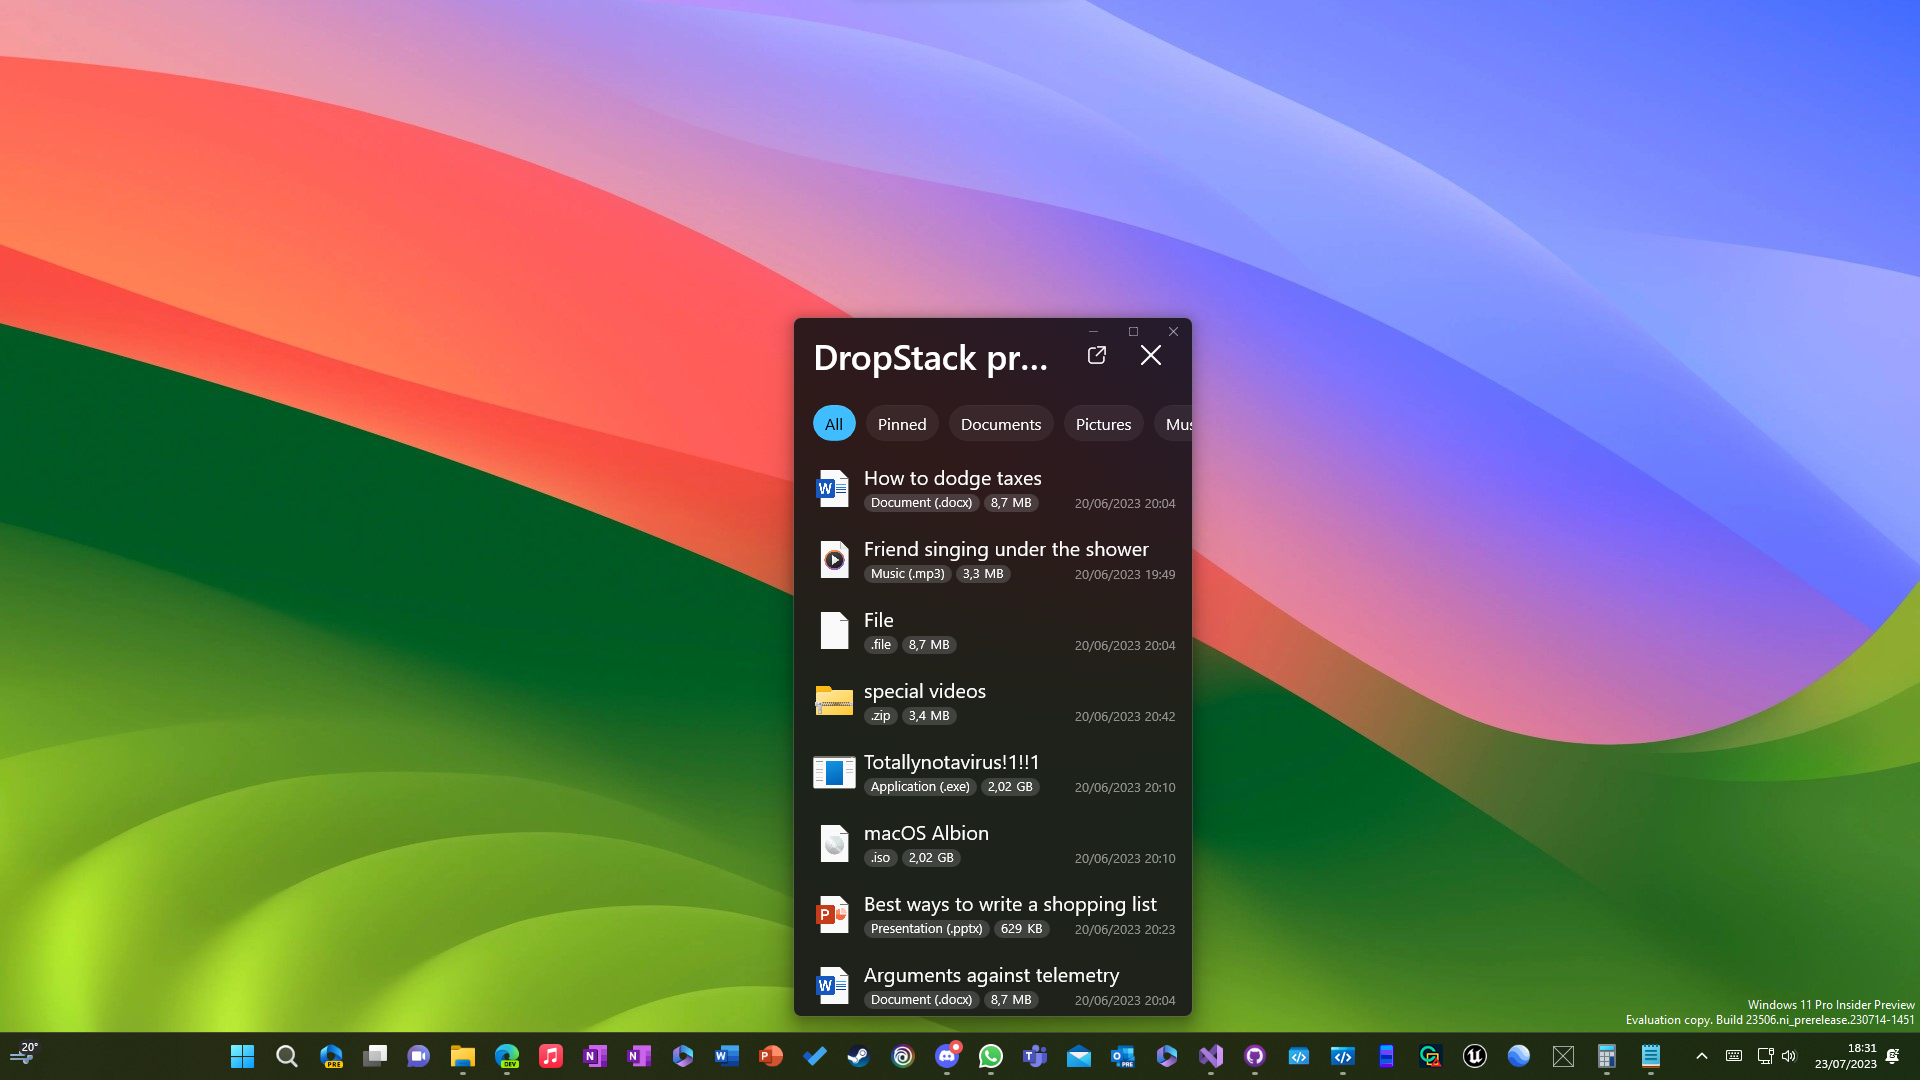 DropStack pr...
All
Pinned
Documents
Pictures
Mus
How to dodge taxes
Document (.docx) 8,7 MB 20/06/2023 20:04
Friend singing under the shower
Music (.mp3) 3,3 MB 20/06/2023 19:49
File
.file 8,7 MB 20/06/2023 20:04
special videos
.zip 3,4 MB 20/06/2023 20:42
Totallynotavirus!1!!1
Application (.exe) 2,02 GB 20/06/2023 20:10
macOS Albion
.iso 2,02 GB 20/06/2023 20:10
Best ways to write a shopping list
Presentation (.pptx) 629 KB 20/06/2023 20:23
Arguments against telemetry
Document (.docx) 8,7 MB 20/06/2023 20:04
Windows 11 Pro Insider Preview
Evaluation copy. Build 23506.ni_prerelease.230714-1451
20°
PRE
DEV
PRE
18:31
23/07/2023